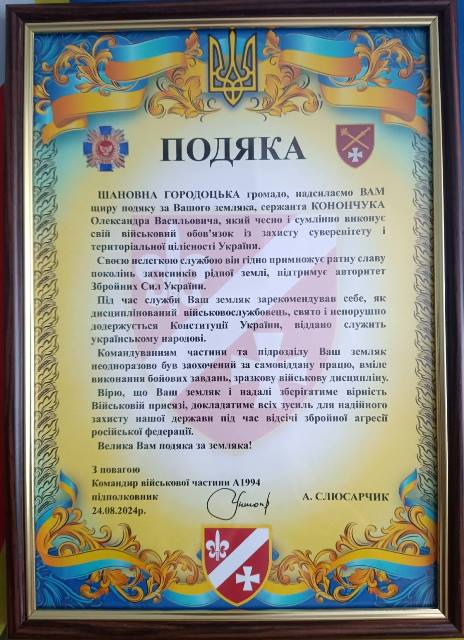 ПОДЯКА
ШАНОВНА ГОРОДОЦЬКА громадо, надсилаємо ВАМ
щиру подяку за Вашого земляка, сержанта КОНОНЧУКА
Олександра Васильовича, який чесно і сумлінно виконує
свій військовий обов'язок із захисту суверенітету і
територіальної цілісності України.
Своєю нелегкою службою він гідно примножує ратну славу
поколінь захисників рідної землі, підтримує авторитет
Збройних Сил України.
Під час служби Ваш земляк зарекомендував себе, як
дисциплінований військовослужбовець, свято і непорушно
додержується Конституції України, віддано служить
українському народові.
Командуванням частини та підрозділу Ваш земляк
неодноразово був заохочений за самовіддану працю, вміле
виконання бойових завдань, зразкову військову дисципліну.
Вірю, що Ваш земляк і надалі зберігатиме вірність
Військовій присязі, докладатиме всіх зусиль для надійного
захисту нашої держави під час відсічі збройної агресії
російської федерації.
Велика Вам подяка за земляка!
З повагою
Командир військової частини А1994
підполковник А. СЛЮСАРЧИК
24.08.2024р.